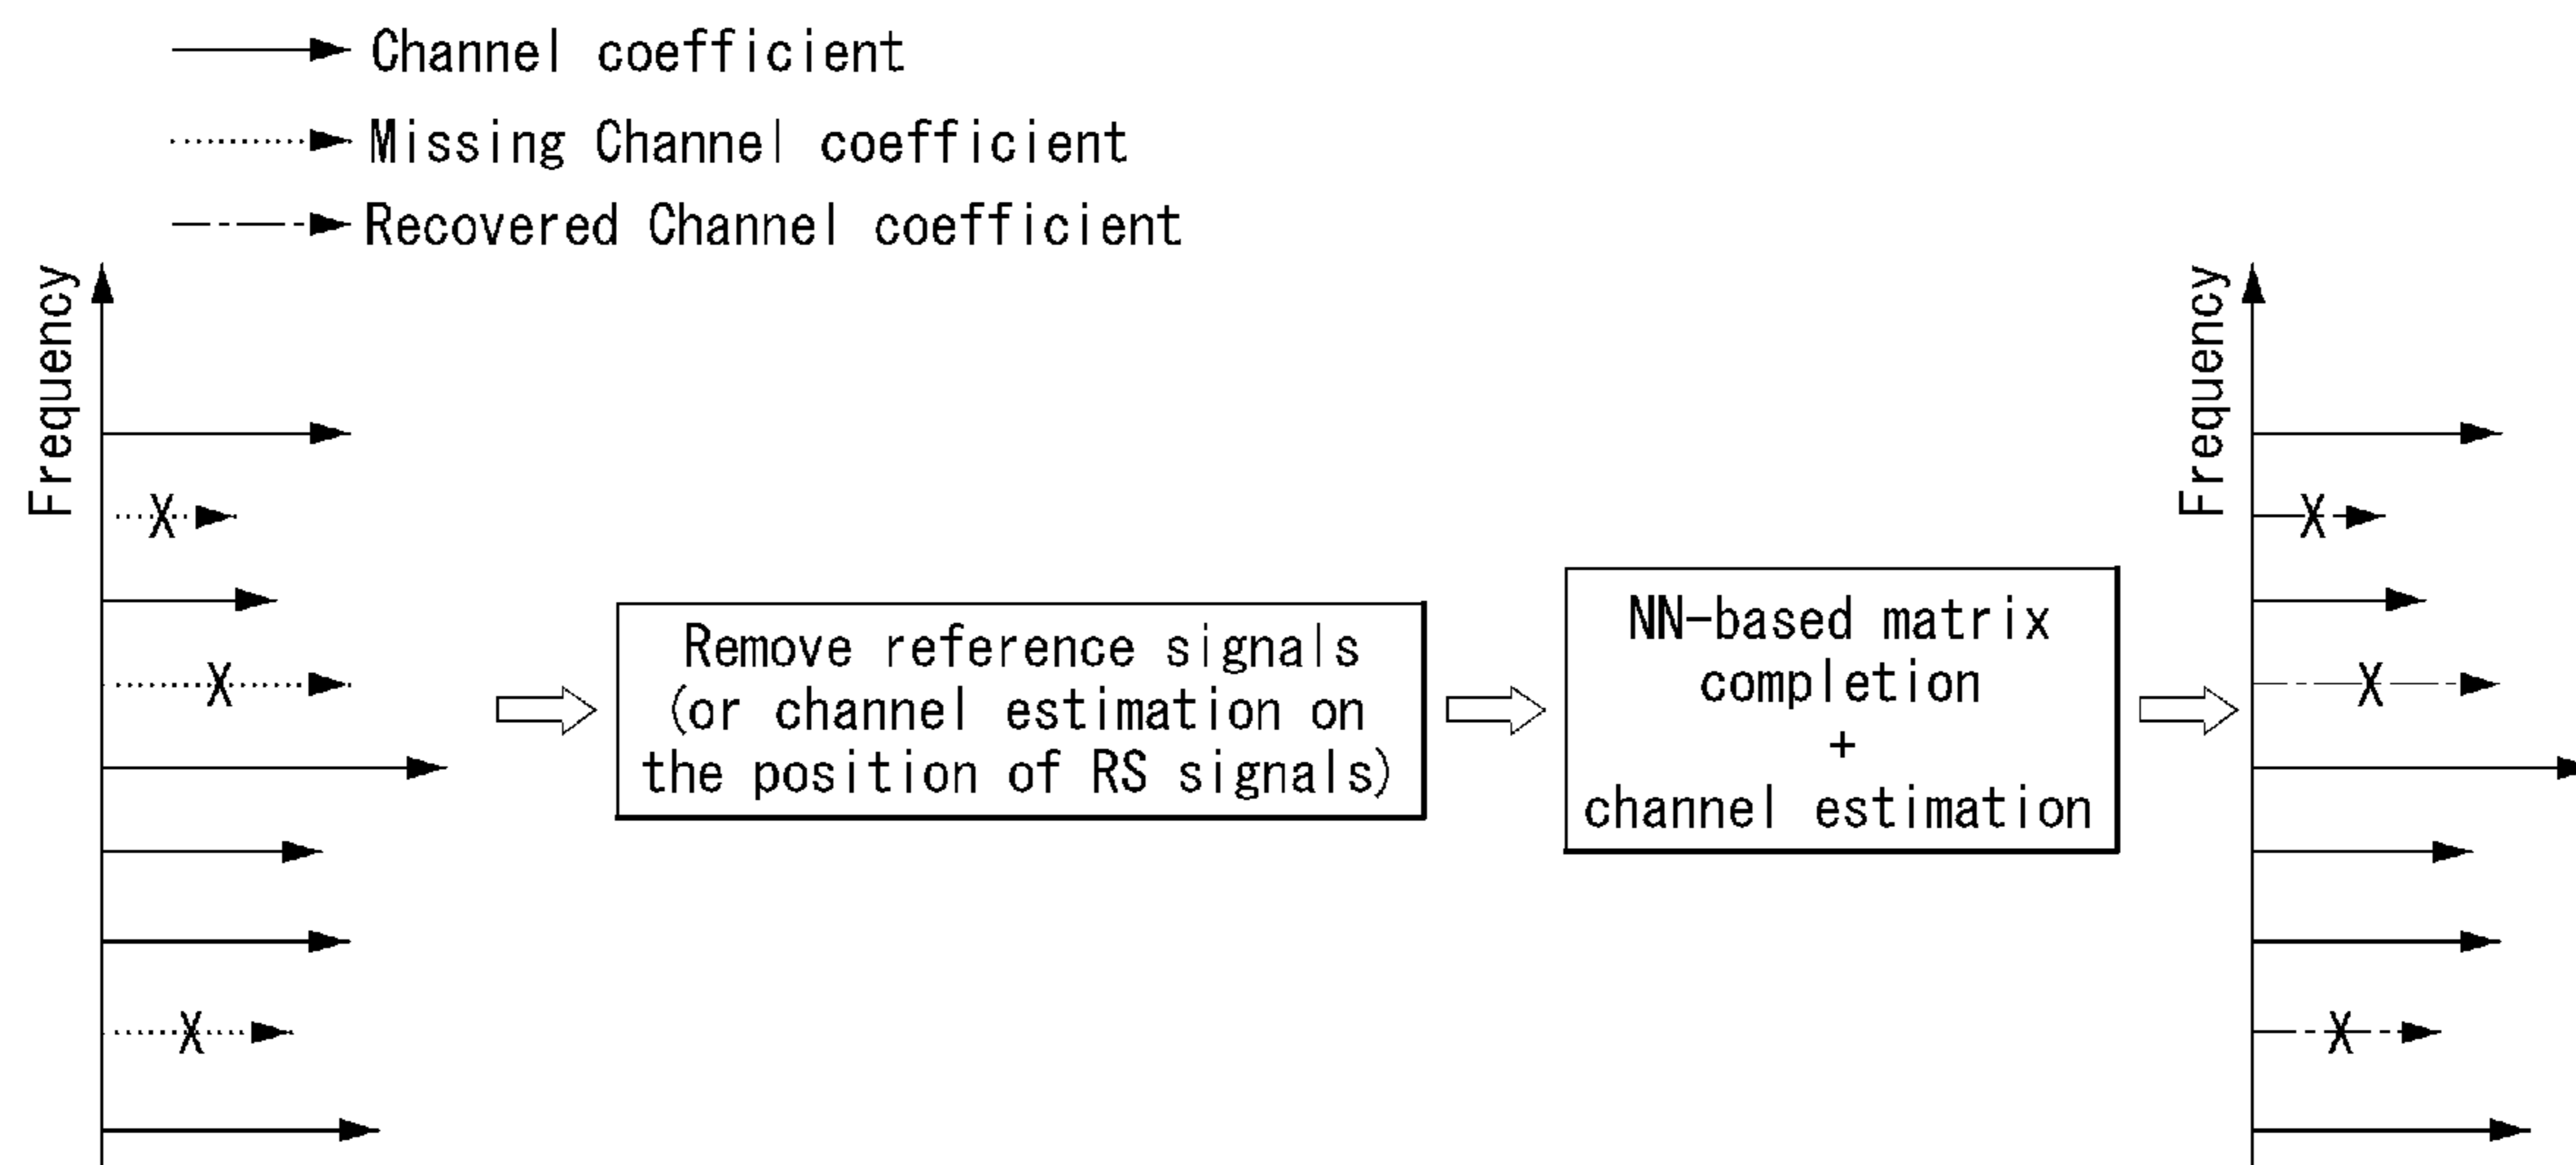 Channel coefficient
Missing Channel coefficient
Recovered Channel coefficient
Frequency
X
X
X
Remove reference signals
(or channel estimation on
the position of RS signals)
NN-based matrix
completion
+
channel estimation
Frequency
X
X
X